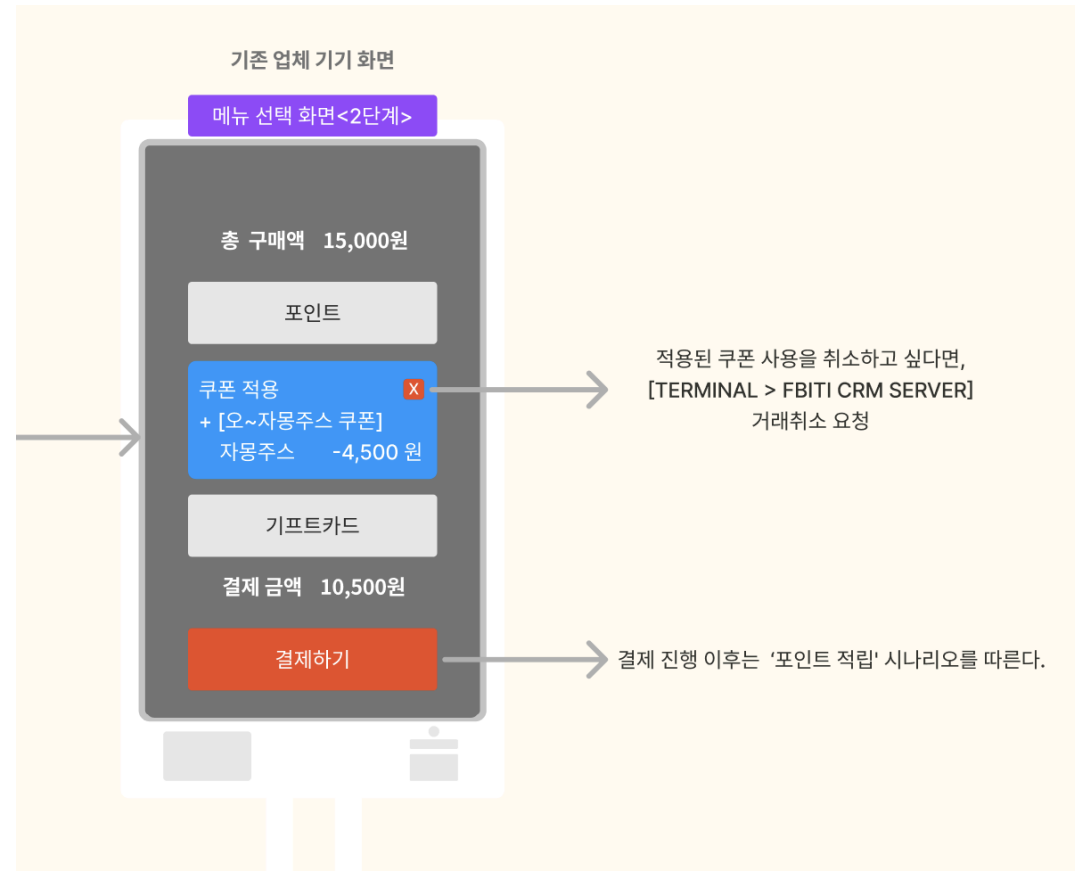 기존 업체 기기 화면
메뉴 선택 화면<2단계>
총 구매액 15,000원
포인트
쿠폰 적용 X
+ [오~자몽주스 쿠폰]
자몽주스 -4,500 원
기프트카드
결제 금액 10,500원
결제하기
적용된 쿠폰 사용을 취소하고 싶다면,
[TERMINAL > FBITI CRM SERVER]
거래취소 요청
결제 진행 이후는 ‘포인트 적립' 시나리오를 따른다.